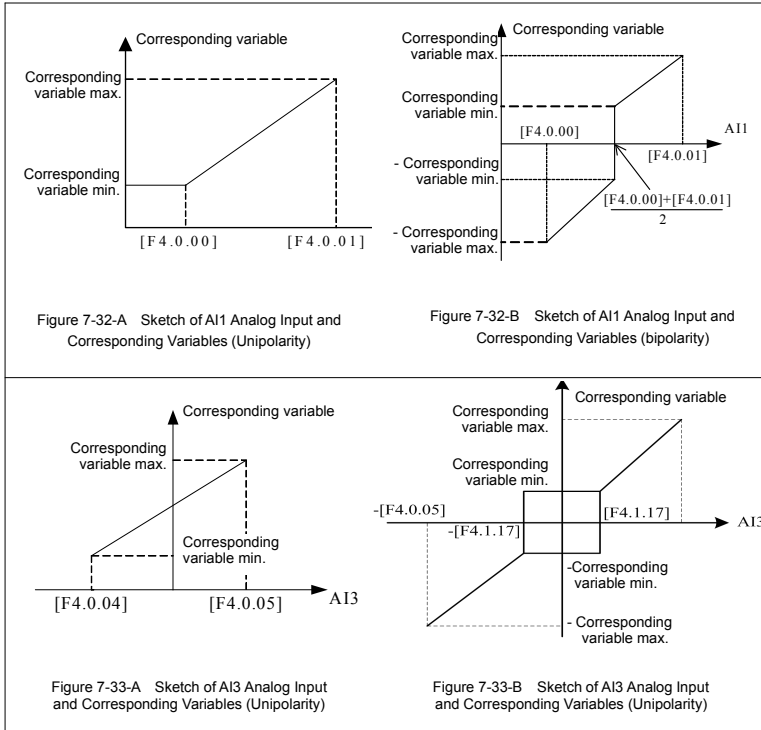 Corresponding variable
Corresponding
variable max.
Corresponding
variable min.
[F4.0.00]
[F4.0.01]
Figure 7-32-A Sketch of AI1 Analog Input and
Corresponding Variables (Unipolarity)
Corresponding variable
Corresponding
variable max.
Corresponding
variable min.
[F4.0.00]
AI1
[F4.0.01]
- Corresponding
variable min.
[F4.0.00]+[F4.0.01]
2
- Corresponding
variable max.
Figure 7-32-B Sketch of AI1 Analog Input and
Corresponding Variables (bipolarity)
Corresponding variable
Corresponding
variable max.
Corresponding
variable min.
[F4.0.04]
[F4.0.05]
AI3
Figure 7-33-A Sketch of AI3 Analog Input
and Corresponding Variables (Unipolarity)
Corresponding variable
Corresponding
variable max.
Corresponding
variable min.
-[F4.0.05]
-[F4.1.17]
[F4.1.17]
AI3
-Corresponding
variable min.
- Corresponding
variable max.
Figure 7-33-B Sketch of AI3 Analog Input
and Corresponding Variables (Unipolarity)